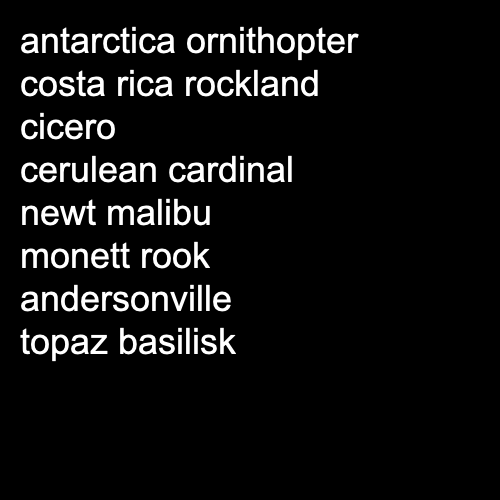 antarctica ornithopter
costa rica rockland
cicero
cerulean cardinal
newt malibu
monett rook
andersonville
topaz basilisk